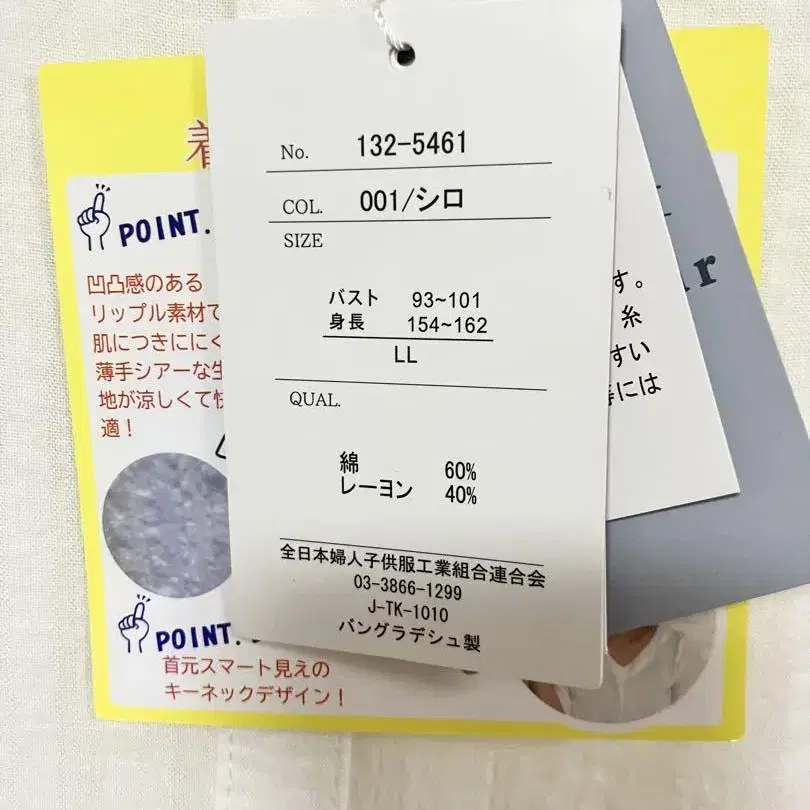 着
POINT.
凹凸感のある
リップル素材で
肌につきににく
薄手シアーな生
地が涼しくて快
適！
POINT.
首元スマート見えの
キーネックデザイン！
No. 132-5461
COL. 001/シロ
SIZE
バスト 93~101
身長 154~162
LL
QUAL.
綿 60%
レーヨン 40%
全日本婦人子供服工業組合連合会
03-3866-1299
J-TK-1010
バングラデシュ製
す。
糸
すい
等には
r